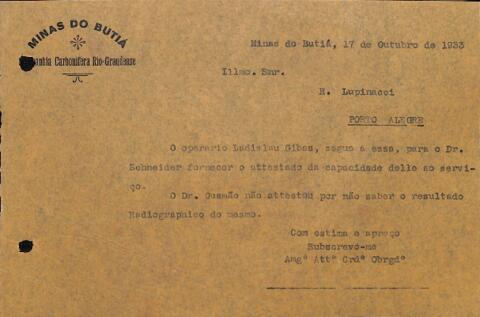 MINAS DO BUTIÁ
Companhia Carbonifera Rio-Grandense
Minas do Butiá, 17 de Outubro de 1933
Illmo. Snr.
H. Lupinacci
PORTO ALEGRE
O operario Ladislau Gibas, segue a essa, para o Dr.
Schneider fornecer o attestado da capacidade delle ao servi-
ço.
O Dr. Gusmão não attestou por não saber o resultado
Radiographico do mesmo.
Com estima e apreço
Subscrevo-me
Amgº Attº Crdº Obrgdº